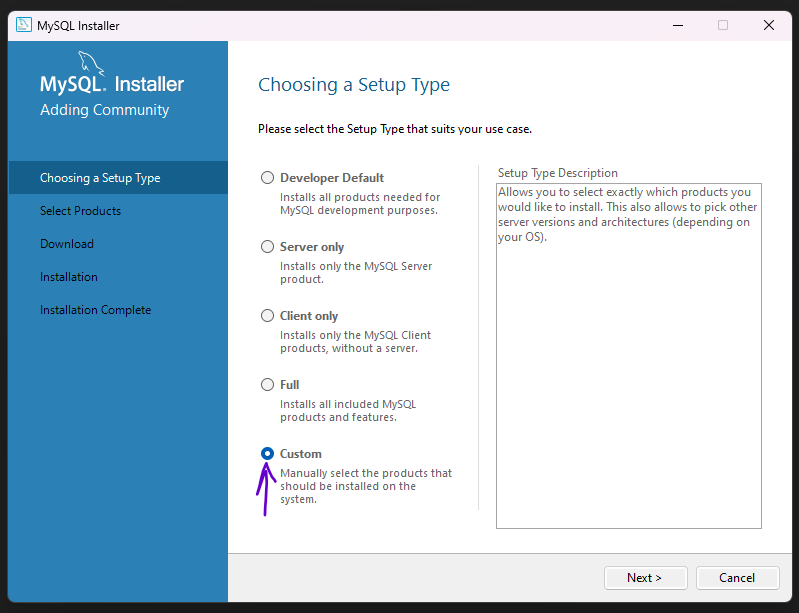 MySQL Installer
MySQL. Installer
Adding Community
Choosing a Setup Type
Select Products
Download
Installation
Installation Complete
Choosing a Setup Type
Please select the Setup Type that suits your use case.
Developer Default
Installs all products needed for
MySQL development purposes.
Server only
Installs only the MySQL Server
product.
Client only
Installs only the MySQL Client
products, without a server.
Full
Installs all included MySQL
products and features.
Custom
Manually select the products that
should be installed on the
system.
Setup Type Description
Allows you to select exactly which products you
would like to install. This also allows to pick other
server versions and architectures (depending on
your OS).
Next >
Cancel